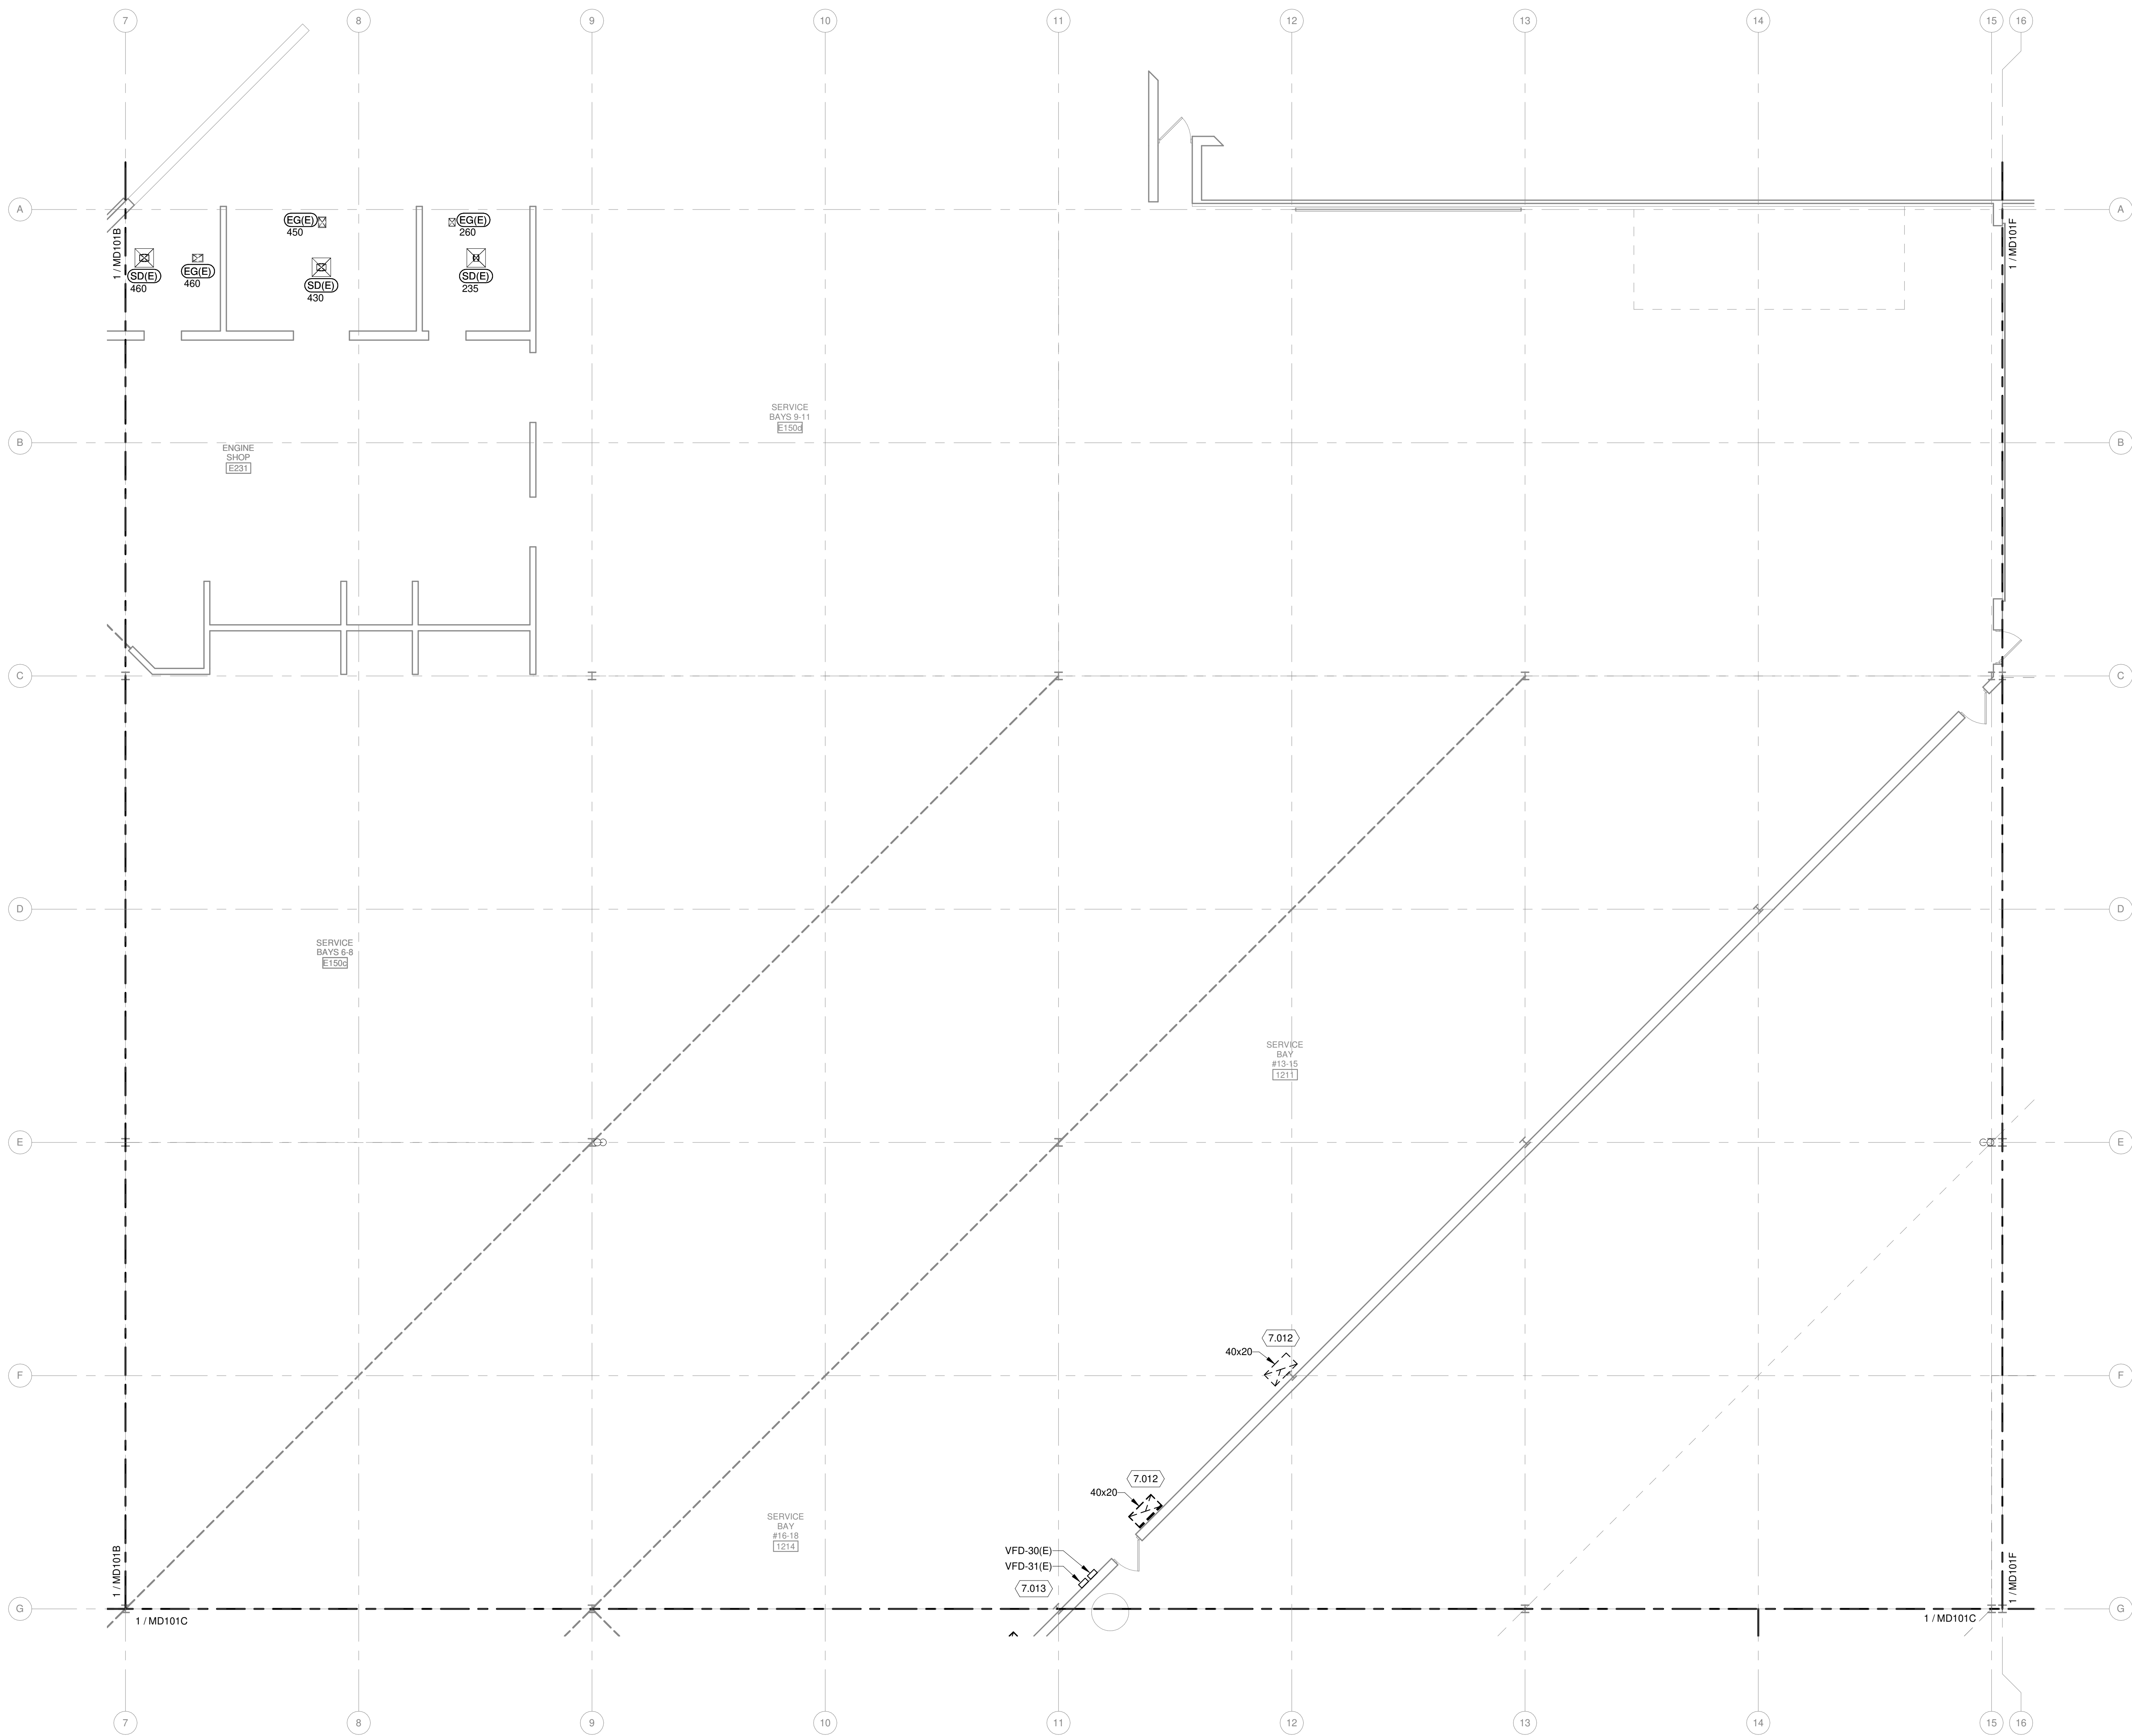 7
8
9
10
11
12
13
14
15
16
A
A
1 / MD101B
1 / MD101F
EG(E)
450
EG(E)
260
SD(E)
460
EG(E)
460
SD(E)
430
SD(E)
235
SERVICE
BAYS 9-11
E150d
B
B
ENGINE
SHOP
E231
C
C
D
D
SERVICE
BAYS 6-8
E150c
SERVICE
BAY
#13-15
1211
E
E
7.012
40x20
F
F
7.012
40x20
SERVICE
BAY
#16-18
1214
VFD-30(E)
VFD-31(E)
7.013
1 / MD101B
1 / MD101F
G
G
1 / MD101C
1 / MD101C
7
8
9
10
11
12
13
14
15
16